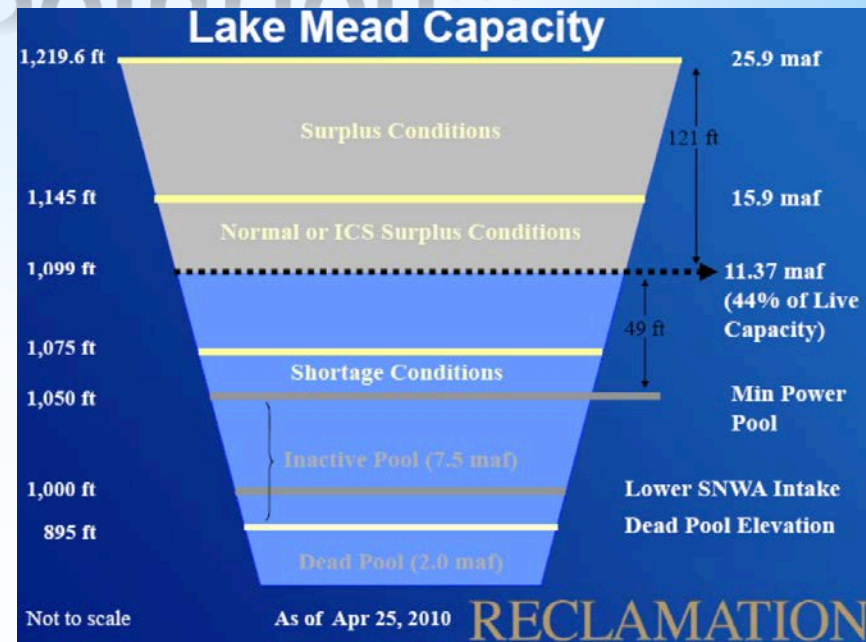 Lake Mead Capacity
1,219.6 ft
25.9 maf
Surplus Conditions
121 ft
1,145 ft
15.9 maf
Normal or ICS Surplus Conditions
1,099 ft
11.37 maf
(44% of Live
Capacity)
49 ft
1,075 ft
Shortage Conditions
1,050 ft
Min Power
Pool
Inactive Pool (7.5 maf)
1,000 ft
Lower SNWA Intake
895 ft
Dead Pool Elevation
Dead Pool (2.0 maf)
Not to scale
As of Apr 25, 2010
RECLAMATION